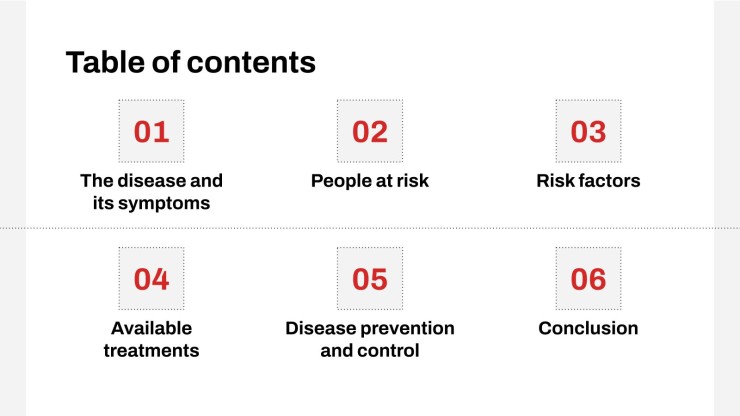 Table of contents
01
02
03
The disease and
its symptoms
People at risk
Risk factors
04
05
06
Available
treatments
Disease prevention
and control
Conclusion